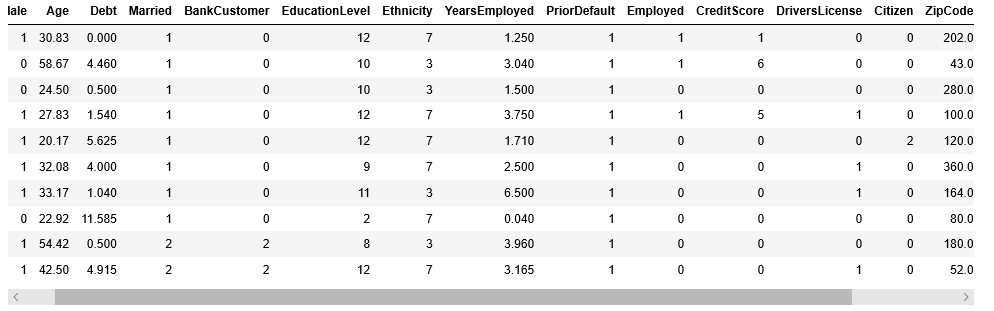 lale Age Debt Married BankCustomer EducationLevel Ethnicity YearsEmployed PriorDefault Employed CreditScore DriversLicense Citizen ZipCode
1 30.83 0.000 1 0 12 7 1.250 1 1 1 0 0 202.0
0 58.67 4.460 1 0 10 3 3.040 1 1 6 0 0 43.0
0 24.50 0.500 1 0 10 3 1.500 1 0 0 0 0 280.0
1 27.83 1.540 1 0 12 7 3.750 1 1 5 1 0 100.0
1 20.17 5.625 1 0 12 7 1.710 1 0 0 0 2 120.0
1 32.08 4.000 1 0 9 7 2.500 1 0 0 1 0 360.0
1 33.17 1.040 1 0 11 3 6.500 1 0 0 1 0 164.0
0 22.92 11.585 1 0 2 7 0.040 1 0 0 0 0 80.0
1 54.42 0.500 2 2 8 3 3.960 1 0 0 0 0 180.0
1 42.50 4.915 2 2 12 7 3.165 1 0 0 1 0 52.0